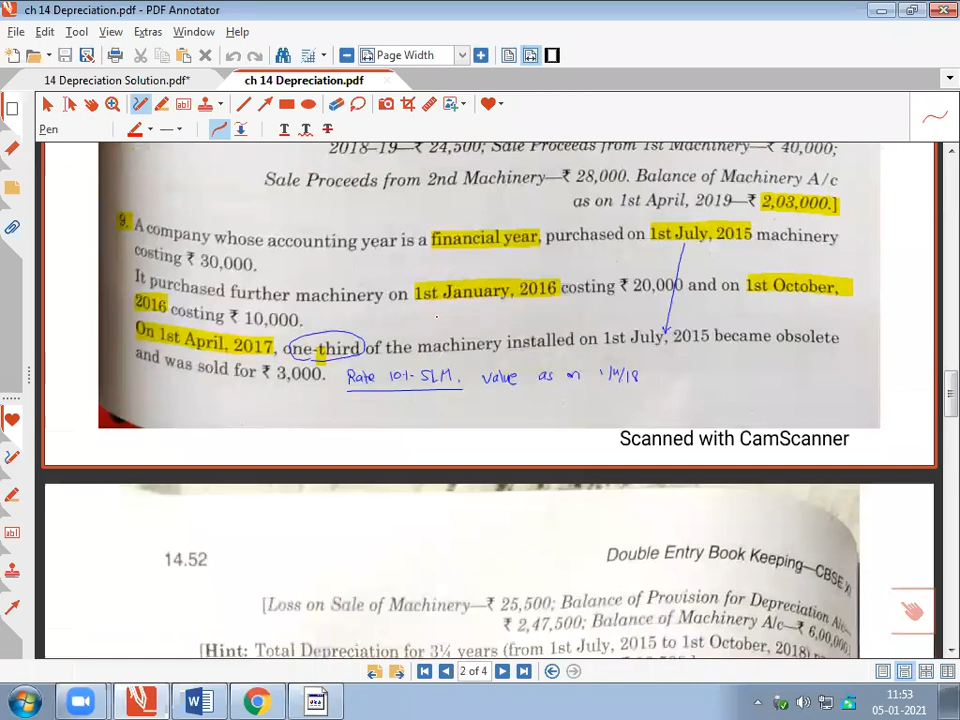 ch 14 Depreciation.pdf* - PDF Annotator
File Edit Tool View Extras Window Help
Page Width
14 Depreciation Solution.pdf* ch 14 Depreciation.pdf
Pen
2018–19—₹ 24,500; Sale Proceeds from 1st Machinery—₹ 40,000;
Sale Proceeds from 2nd Machinery—₹ 28,000. Balance of Machinery A/c
as on 1st April, 2019—₹ 2,03,000.]
9. A company whose accounting year is a financial year, purchased on 1st July, 2015 machinery
costing ₹ 30,000.
It purchased further machinery on 1st January, 2016 costing ₹ 20,000 and on 1st October,
2016 costing ₹ 10,000.
On 1st April, 2017, one-third of the machinery installed on 1st July, 2015 became obsolete
and was sold for ₹ 3,000. Rate 10% SLM. value as on 1/4/18
Scanned with CamScanner
14.52 Double Entry Book Keeping—CBSE XI
[Loss on Sale of Machinery—₹ 25,500; Balance of Provision for Depreciation A/c—
₹ 2,47,500; Balance of Machinery A/c—₹ 6,00,000]
[Hint: Total Depreciation for 3¼ years (from 1st July, 2015 to 1st October, 2018)
2 of 4
11:53
05-01-2021